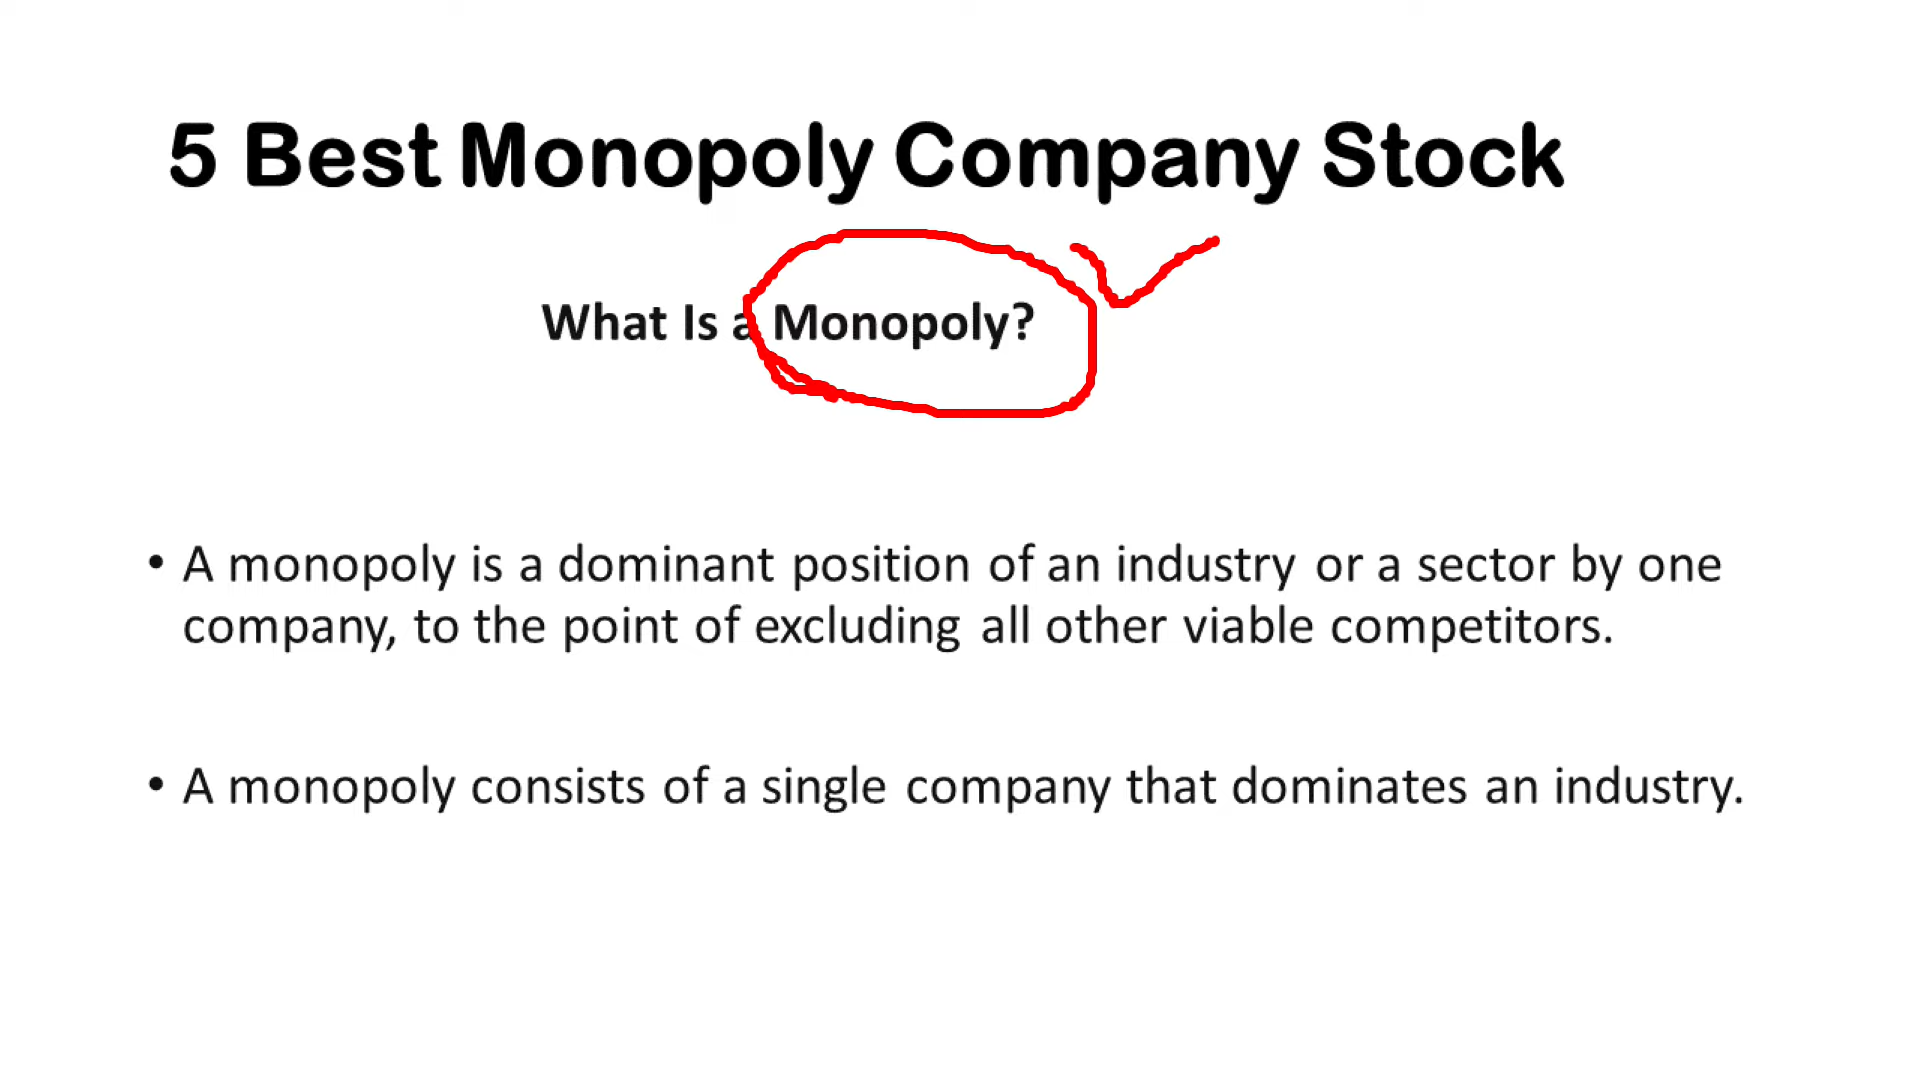 5 Best Monopoly Company Stock
What Is a Monopoly?
• A monopoly is a dominant position of an industry or a sector by one
company, to the point of excluding all other viable competitors.
• A monopoly consists of a single company that dominates an industry.